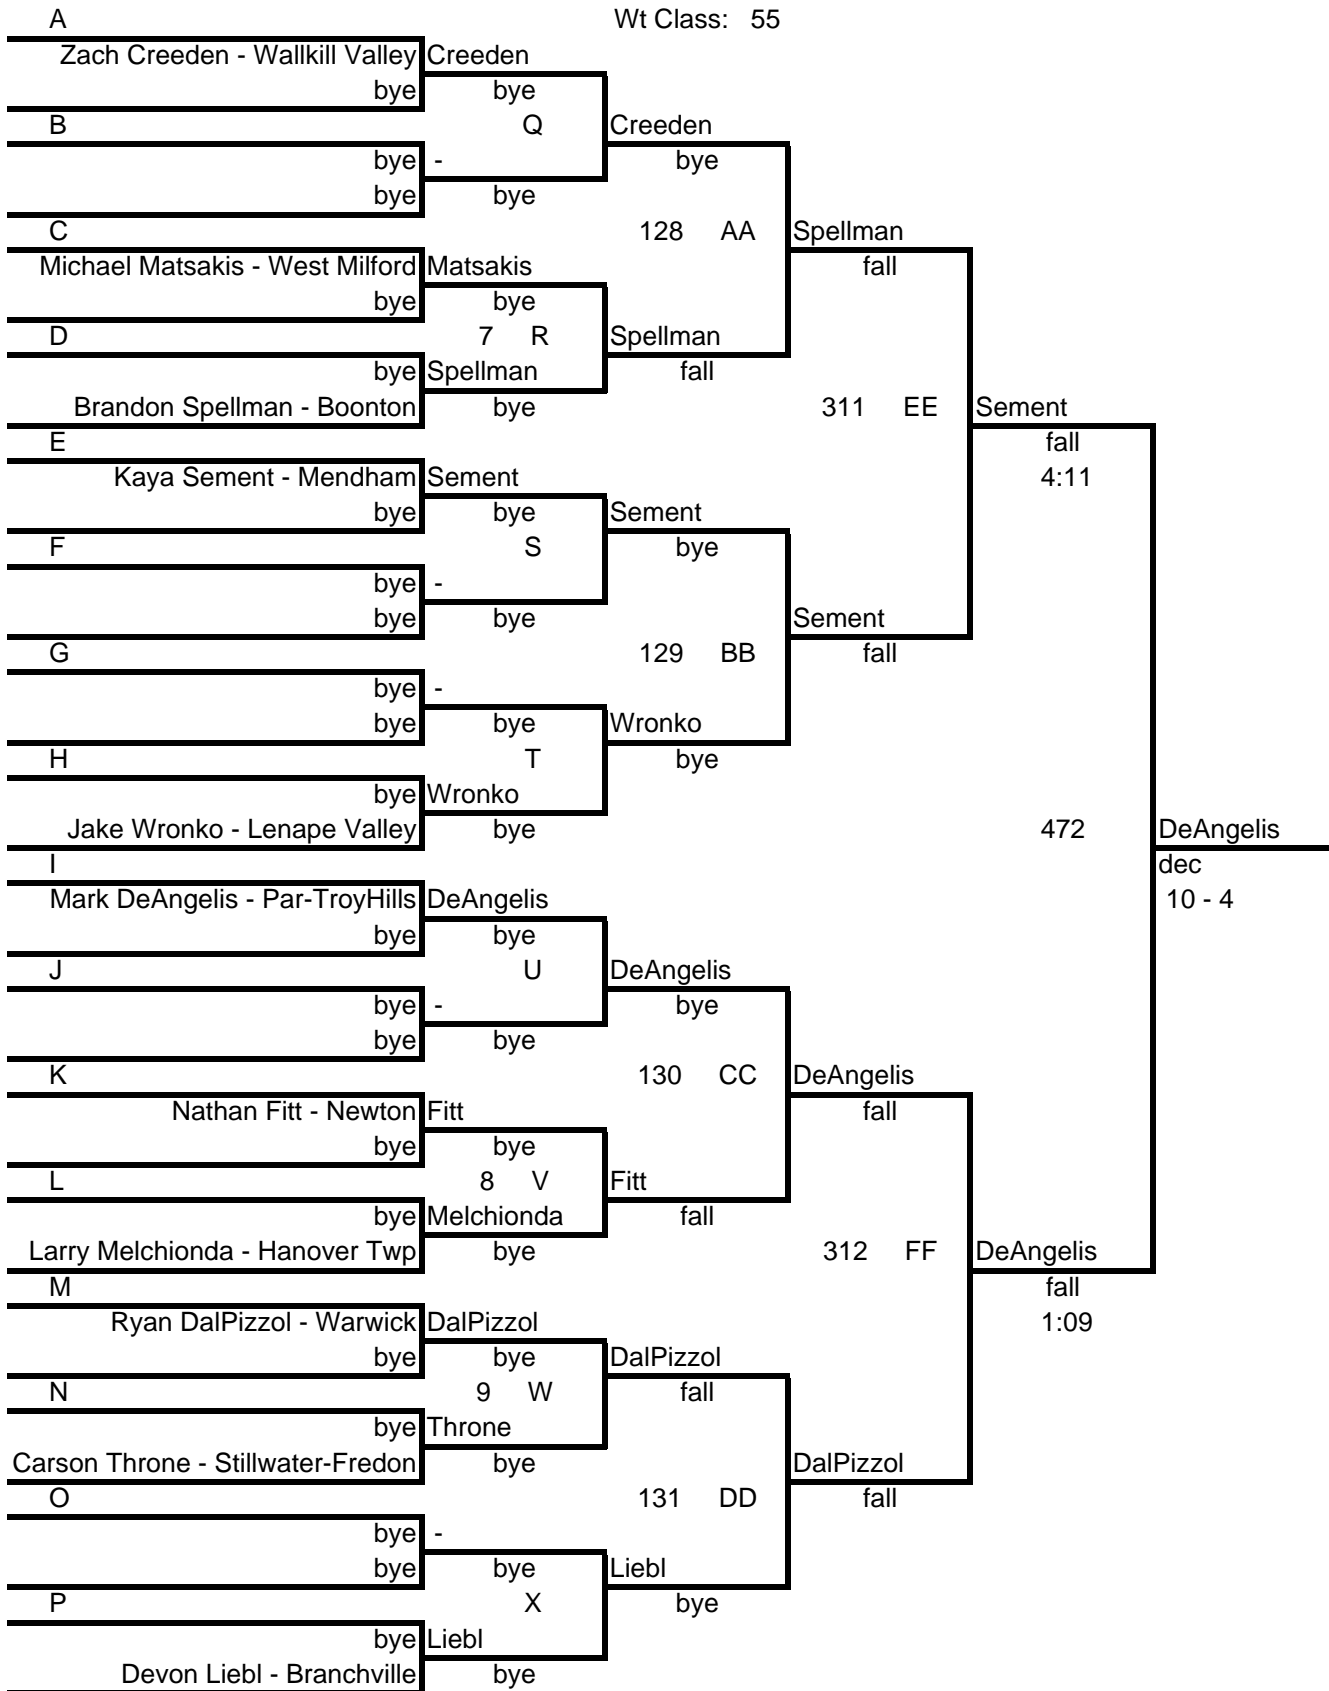 A Wt Class: 55
Zach Creeden - Wallkill Valley Creeden
bye bye
B Q Creeden
bye - bye
bye bye
C 128 AA Spellman
Michael Matsakis - West Milford Matsakis fall
bye bye
D 7 R Spellman
bye Spellman fall
Brandon Spellman - Boonton bye 311 EE Sement
E fall
Kaya Sement - Mendham Sement 4:11
bye bye Sement
F S bye
bye -
bye bye Sement
G 129 BB fall
bye -
bye bye Wronko
H T bye
bye Wronko
Jake Wronko - Lenape Valley bye 472 DeAngelis
I dec
Mark DeAngelis - Par-TroyHills DeAngelis 10 - 4
bye bye
J U DeAngelis
bye - bye
bye bye
K 130 CC DeAngelis
Nathan Fitt - Newton Fitt fall
bye bye
L 8 V Fitt
bye Melchionda fall
Larry Melchionda - Hanover Twp bye 312 FF DeAngelis
M fall
Ryan DalPizzol - Warwick DalPizzol 1:09
bye bye DalPizzol
N 9 W fall
bye Throne
Carson Throne - Stillwater-Fredon bye DalPizzol
O 131 DD fall
bye -
bye bye Liebl
P X bye
bye Liebl
Devon Liebl - Branchville bye